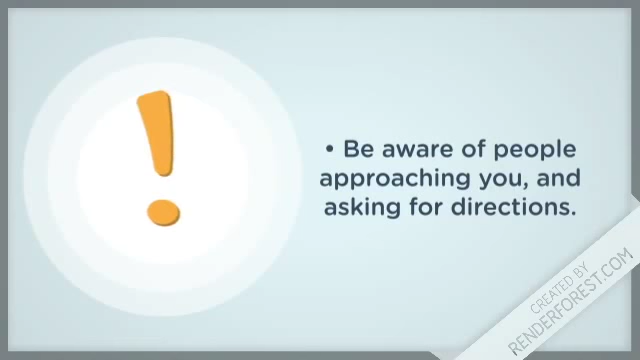 !
• Be aware of people
approaching you, and
asking for directions.
CREATED BY
RENDERFOREST.COM